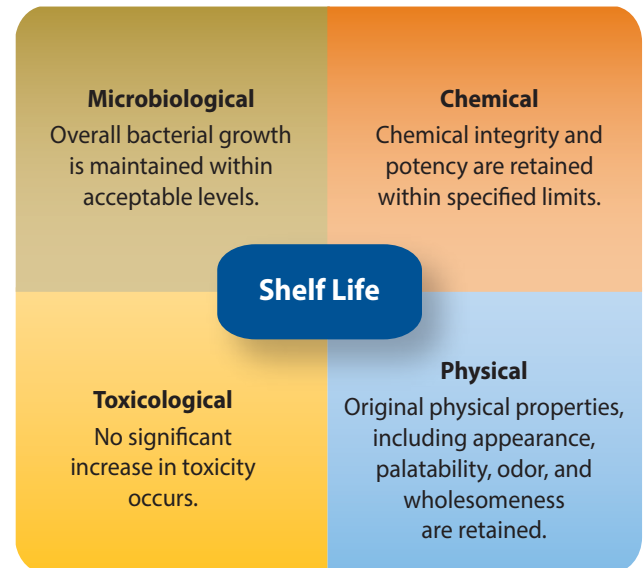 Microbiological
Overall bacterial growth
is maintained within
acceptable levels.
Chemical
Chemical integrity and
potency are retained
within specified limits.
Shelf Life
Toxicological
No significant
increase in toxicity
occurs.
Physical
Original physical properties,
including appearance,
palatability, odor, and
wholesomeness
are retained.